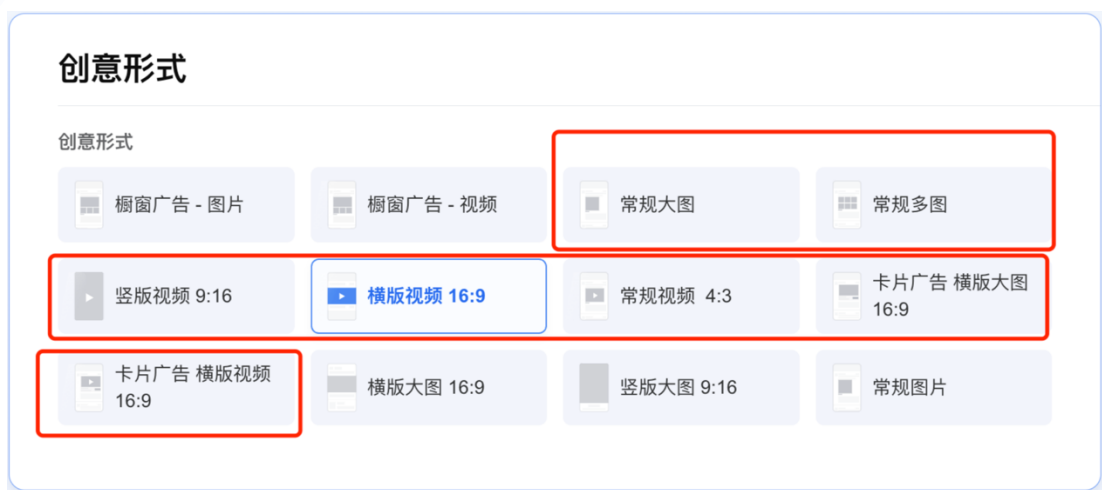 创意形式
创意形式
橱窗广告 - 图片
橱窗广告 - 视频
常规大图
常规多图
竖版视频 9:16
横版视频 16:9
常规视频 4:3
卡片广告 横版大图
16:9
卡片广告 横版视频
16:9
横版大图 16:9
竖版大图 9:16
常规图片